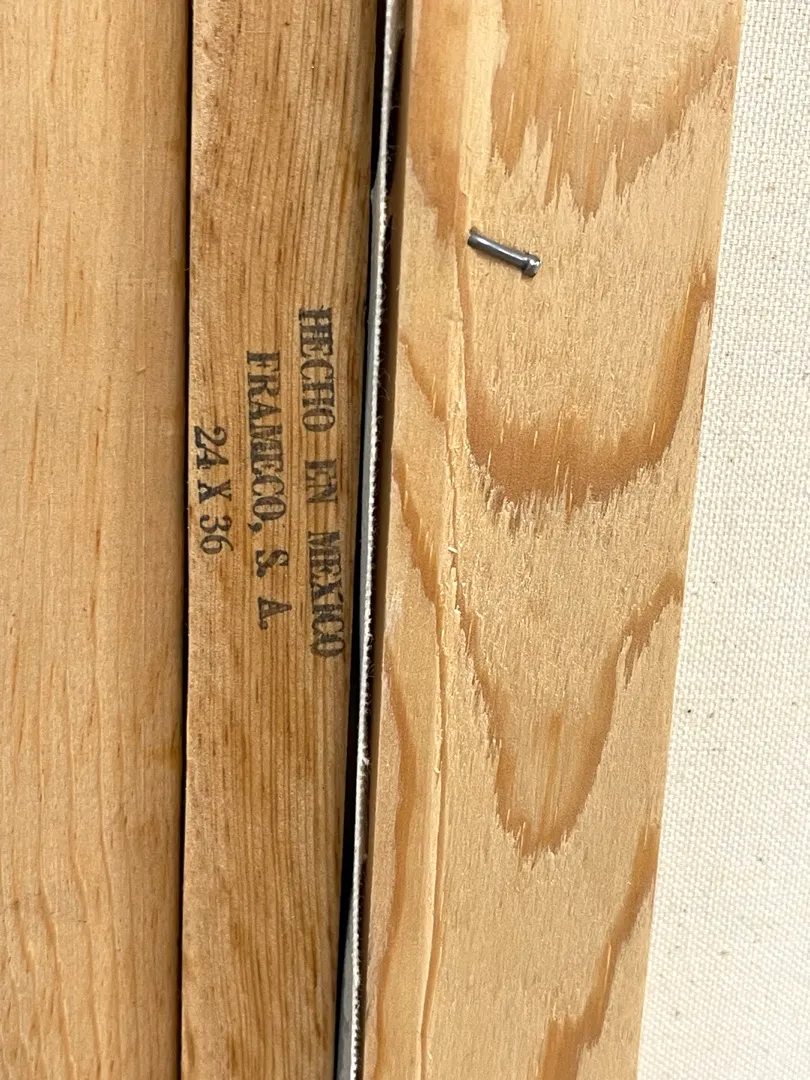 HECHO EN MEXICO
FRAMECO, S. A.
24 X 36